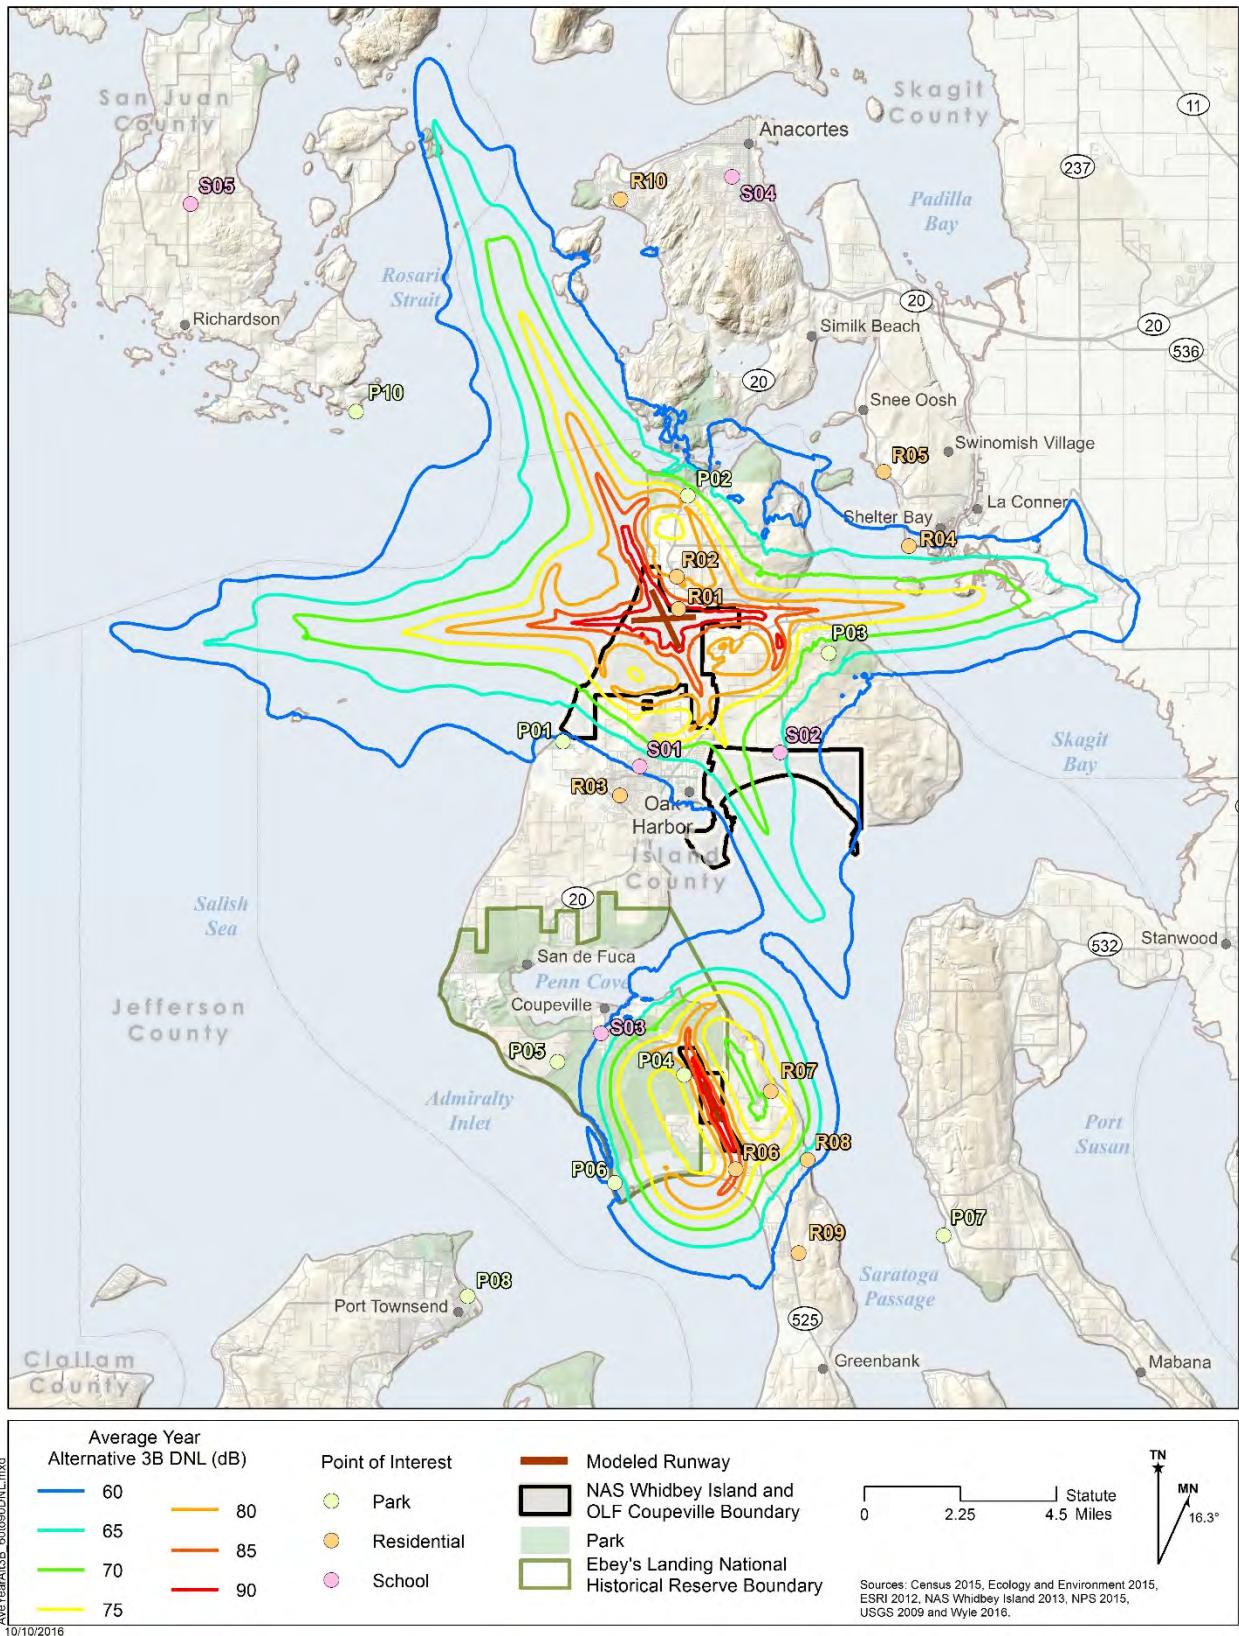 San Juan
County
Skagit
County
11
Anacortes
237
S05
R10
S04
Padilla
Bay
Rosario
Strait
Richardson
20
Similk Beach
20
536
20
P10
Snee Oosh
Swinomish Village
R05
P02
La Conner
Shelter Bay
R04
R02
R01
P03
P01
S01
S02
Skagit
Bay
R03
Oak
Harbor
Island
County
20
Salish
Sea
532
Stanwood
San de Fuca
Penn Cove
Jefferson
County
Coupeville
S03
P05
P04
R07
Admiralty
Inlet
Port
Susan
R08
R06
P06
P07
R09
Saratoga
Passage
P08
Port Townsend
525
Clallam
County
Greenbank
Mabana
Average Year
Alternative 3B DNL (dB)
60
65
70
75
80
85
90
Point of Interest
Park
Residential
School
Modeled Runway
NAS Whidbey Island and
OLF Coupeville Boundary
Park
Ebey's Landing National
Historical Reserve Boundary
0 2.25 4.5
Statute
Miles
TN
MN
16.3°
Sources: Census 2015, Ecology and Environment 2015,
ESRI 2012, NAS Whidbey Island 2013, NPS 2015,
USGS 2009 and Wyle 2016.
10/10/2016